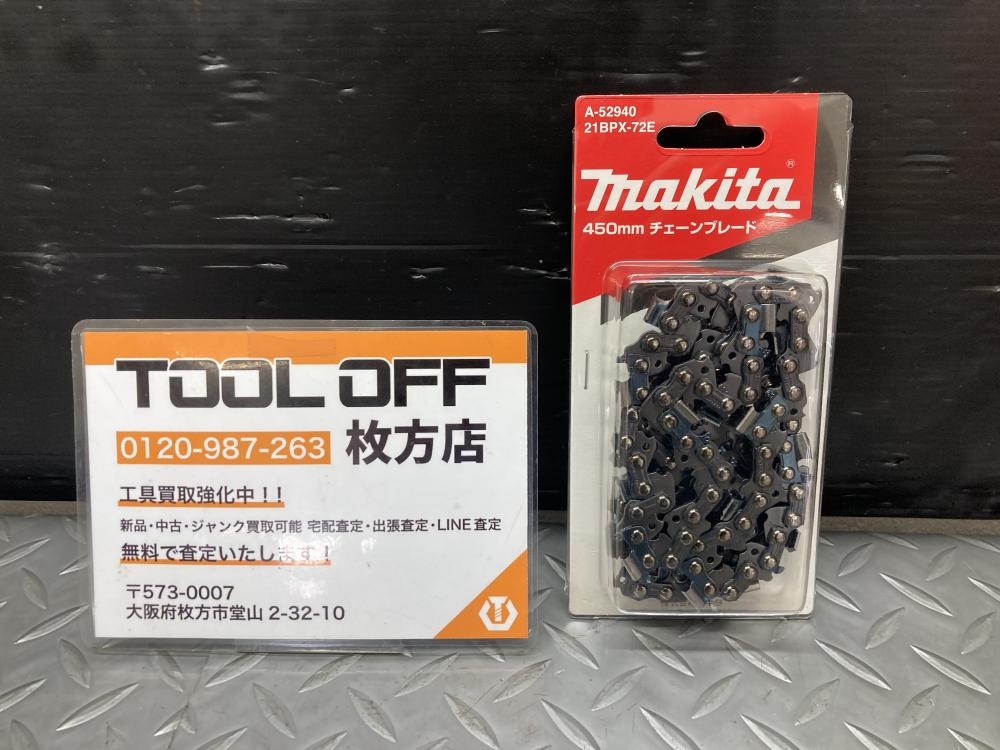 TOOL OFF
0120-987-263 枚方店
工具買取強化中！！
新品・中古・ジャンク買取可能 宅配査定・出張査定・LINE査定
無料で査定いたします！
〒573-0007
大阪府枚方市堂山 2-32-10
A-52940
21BPX-72E
makita®
450mm チェーンブレード